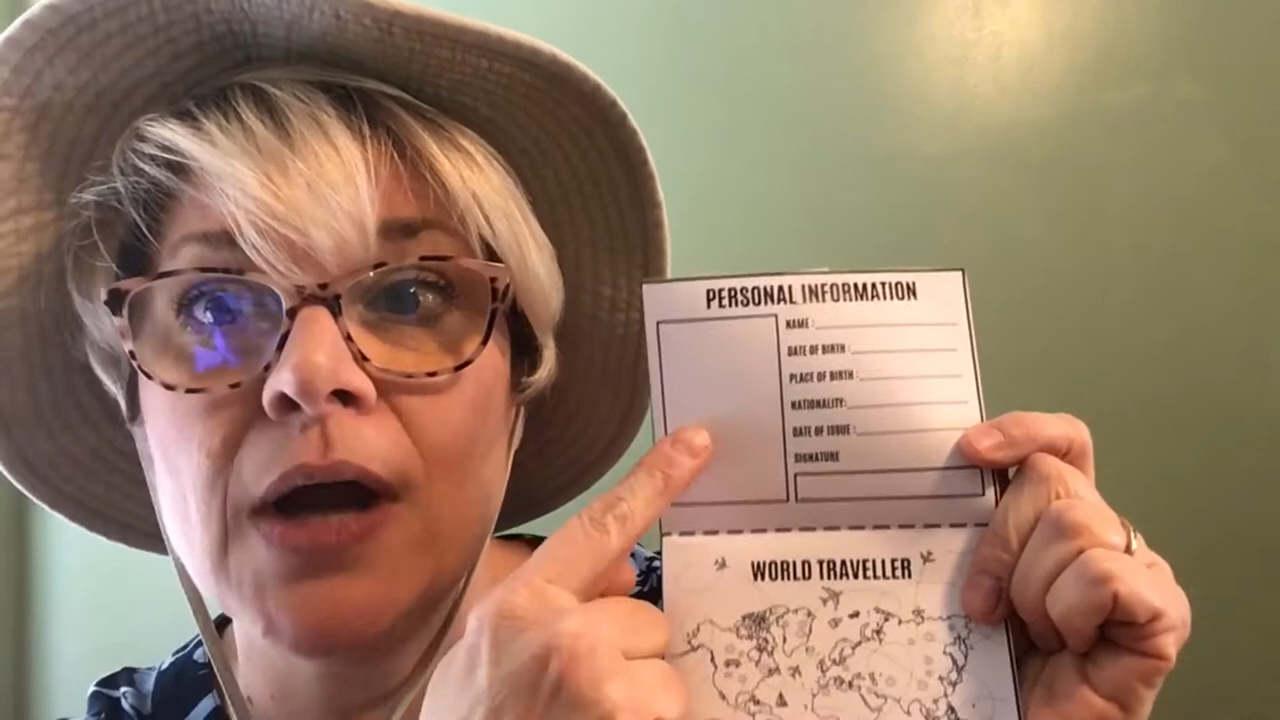 PERSONAL INFORMATION
NAME :
DATE OF BIRTH :
PLACE OF BIRTH :
NATIONALITY:
DATE OF ISSUE :
SIGNATURE
WORLD TRAVELLER